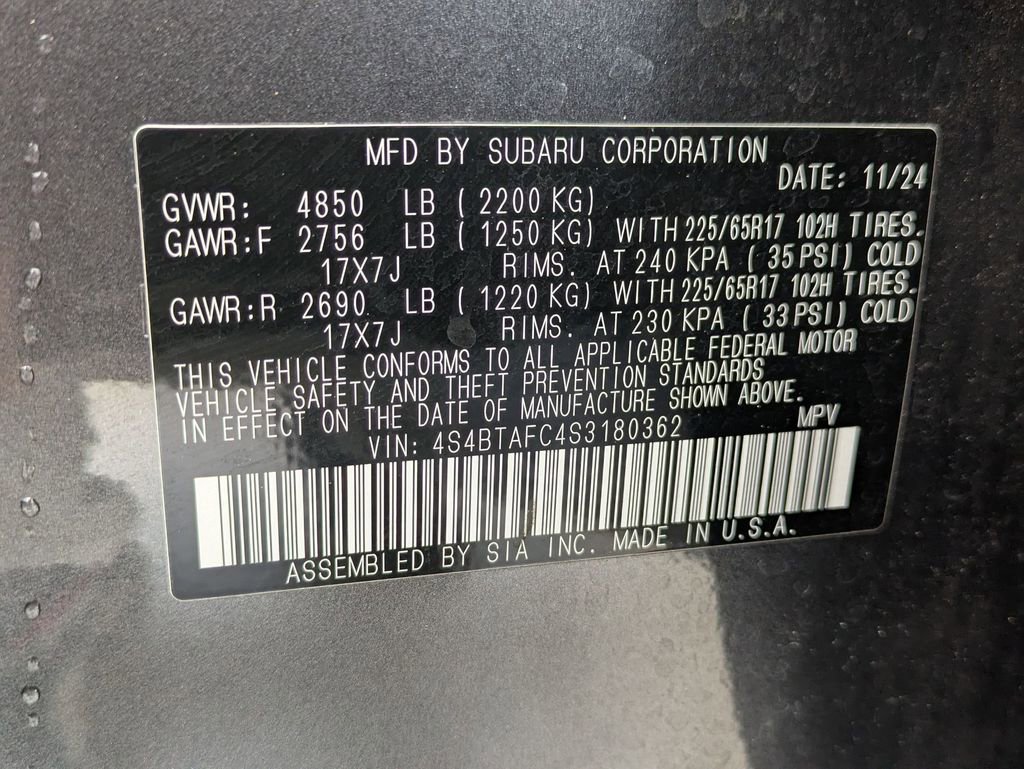 MFD BY SUBARU CORPORATION
DATE: 11/24
GVWR: 4850 LB ( 2200 KG)
GAWR:F 2756 LB ( 1250 KG) WITH 225/65R17 102H TIRES.
17X7J RIMS. AT 240 KPA ( 35 PSI) COLD
GAWR:R 2690 LB ( 1220 KG) WITH 225/65R17 102H TIRES.
17X7J RIMS. AT 230 KPA ( 33 PSI) COLD
THIS VEHICLE CONFORMS TO ALL APPLICABLE FEDERAL MOTOR
VEHICLE SAFETY AND THEFT PREVENTION STANDARDS
IN EFFECT ON THE DATE OF MANUFACTURE SHOWN ABOVE.
VIN: 4S4BTAFC4S3180362 MPV
ASSEMBLED BY SIA INC. MADE IN U.S.A.